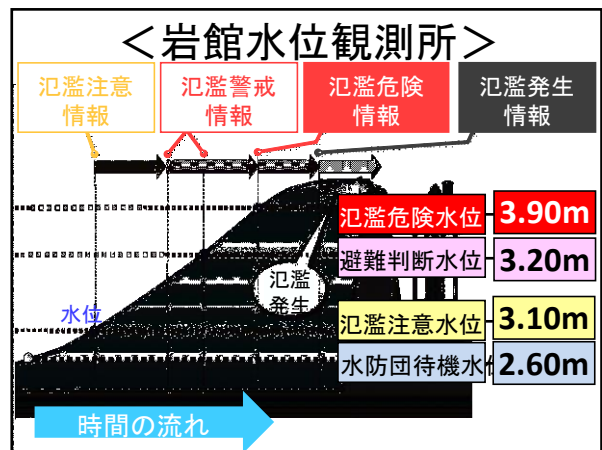 ＜岩館水位観測所＞
氾濫注意
情報
氾濫警戒
情報
氾濫危険
情報
氾濫発生
情報
氾濫危険水位
3.90m
避難判断水位
3.20m
氾濫
発生
水位
氾濫注意水位
3.10m
水防団待機水位
2.60m
時間の流れ